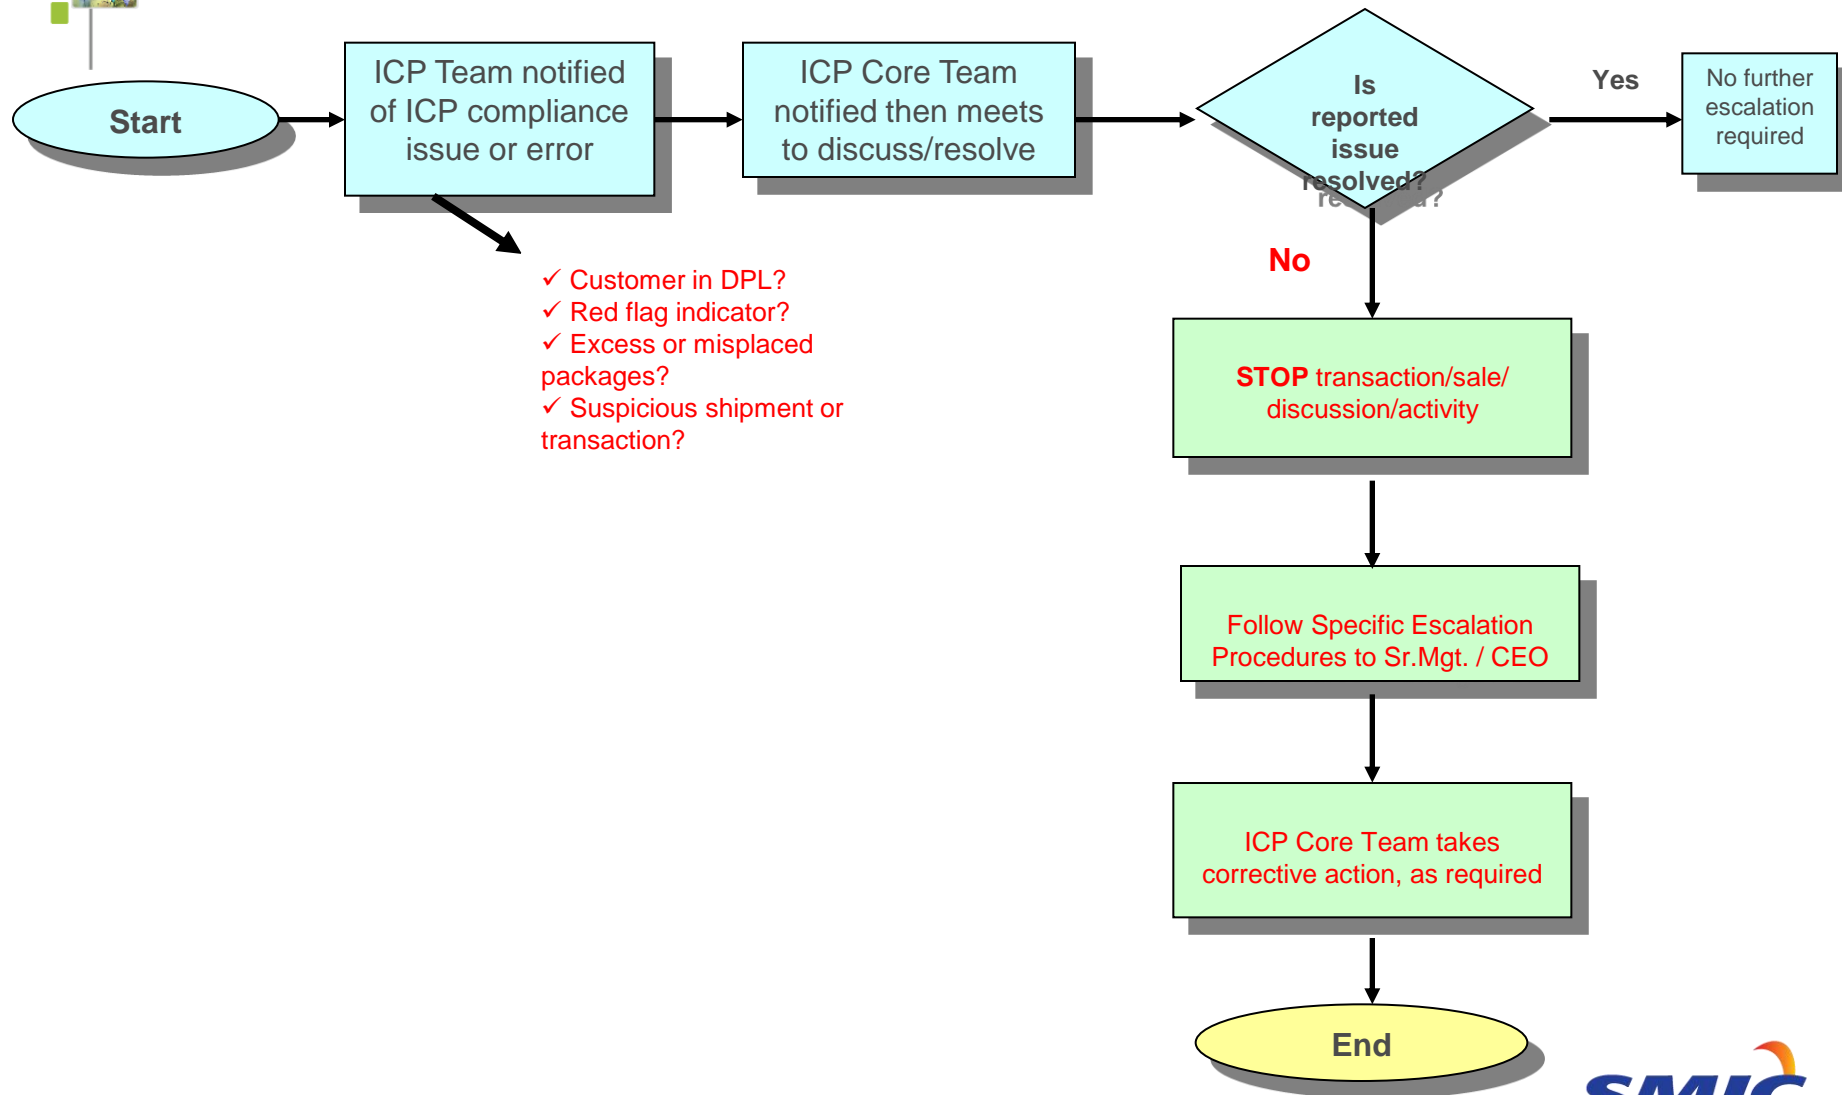 Start
ICP Team notified
of ICP compliance
issue or error
ICP Core Team
notified then meets
to discuss/resolve
Is
reported
issue
resolved?
Yes
No further
escalation
required
No
✓ Customer in DPL?
✓ Red flag indicator?
✓ Excess or misplaced
packages?
✓ Suspicious shipment or
transaction?
STOP transaction/sale/
discussion/activity
Follow Specific Escalation
Procedures to Sr.Mgt. / CEO
ICP Core Team takes
corrective action, as required
End
SMIC